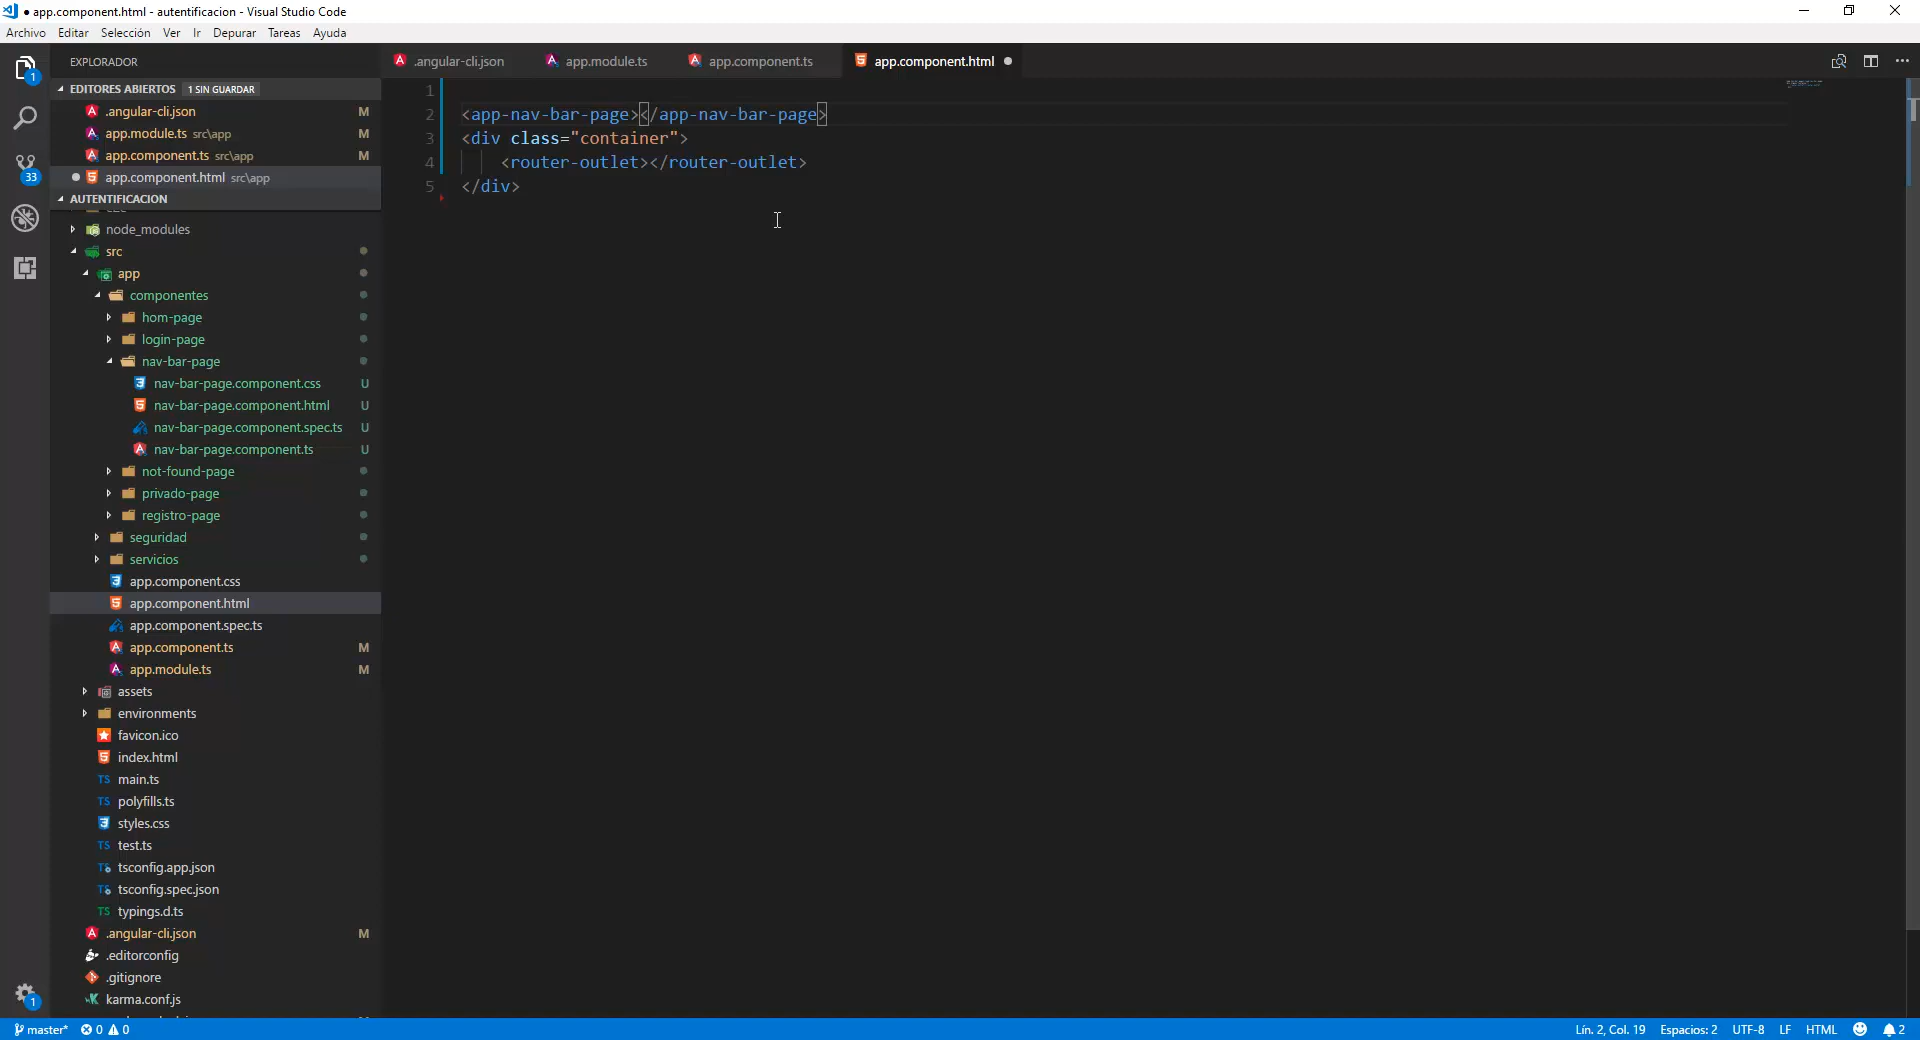 ● app.component.html - autentificacion - Visual Studio Code
Archivo Editar Selección Ver Ir Depurar Tareas Ayuda
EXPLORADOR
.angular-cli.json app.module.ts app.component.ts app.component.html ●
EDITORES ABIERTOS 1 SIN GUARDAR
.angular-cli.json M
app.module.ts src\app M
app.component.ts src\app M
● app.component.html src\app
AUTENTIFICACION
node_modules
src
app
componentes
hom-page
login-page
nav-bar-page
nav-bar-page.component.css U
nav-bar-page.component.html U
nav-bar-page.component.spec.ts U
nav-bar-page.component.ts U
not-found-page
privado-page
registro-page
seguridad
servicios
app.component.css
app.component.html
app.component.spec.ts
app.component.ts M
app.module.ts M
assets
environments
favicon.ico
index.html
TS main.ts
TS polyfills.ts
styles.css
TS test.ts
TS tsconfig.app.json
TS tsconfig.spec.json
TS typings.d.ts
.angular-cli.json M
.editorconfig
.gitignore
karma.conf.js
1
33
1
1
2 <app-nav-bar-page></app-nav-bar-page>
3 <div class="container">
4 <router-outlet></router-outlet>
5 </div>
master* 0 0
Lín. 2, Col. 19 Espacios: 2 UTF-8 LF HTML 2